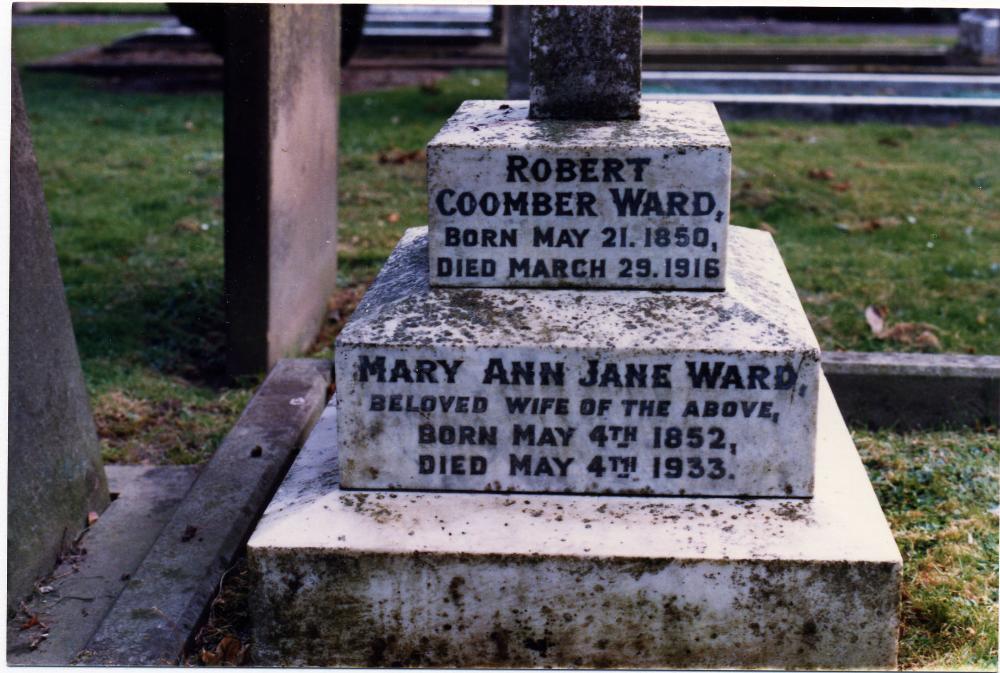 ROBERT
COOMBER WARD,
BORN MAY 21. 1850,
DIED MARCH 29. 1916
MARY ANN JANE WARD,
BELOVED WIFE OF THE ABOVE,
BORN MAY 4TH 1852,
DIED MAY 4TH 1933.